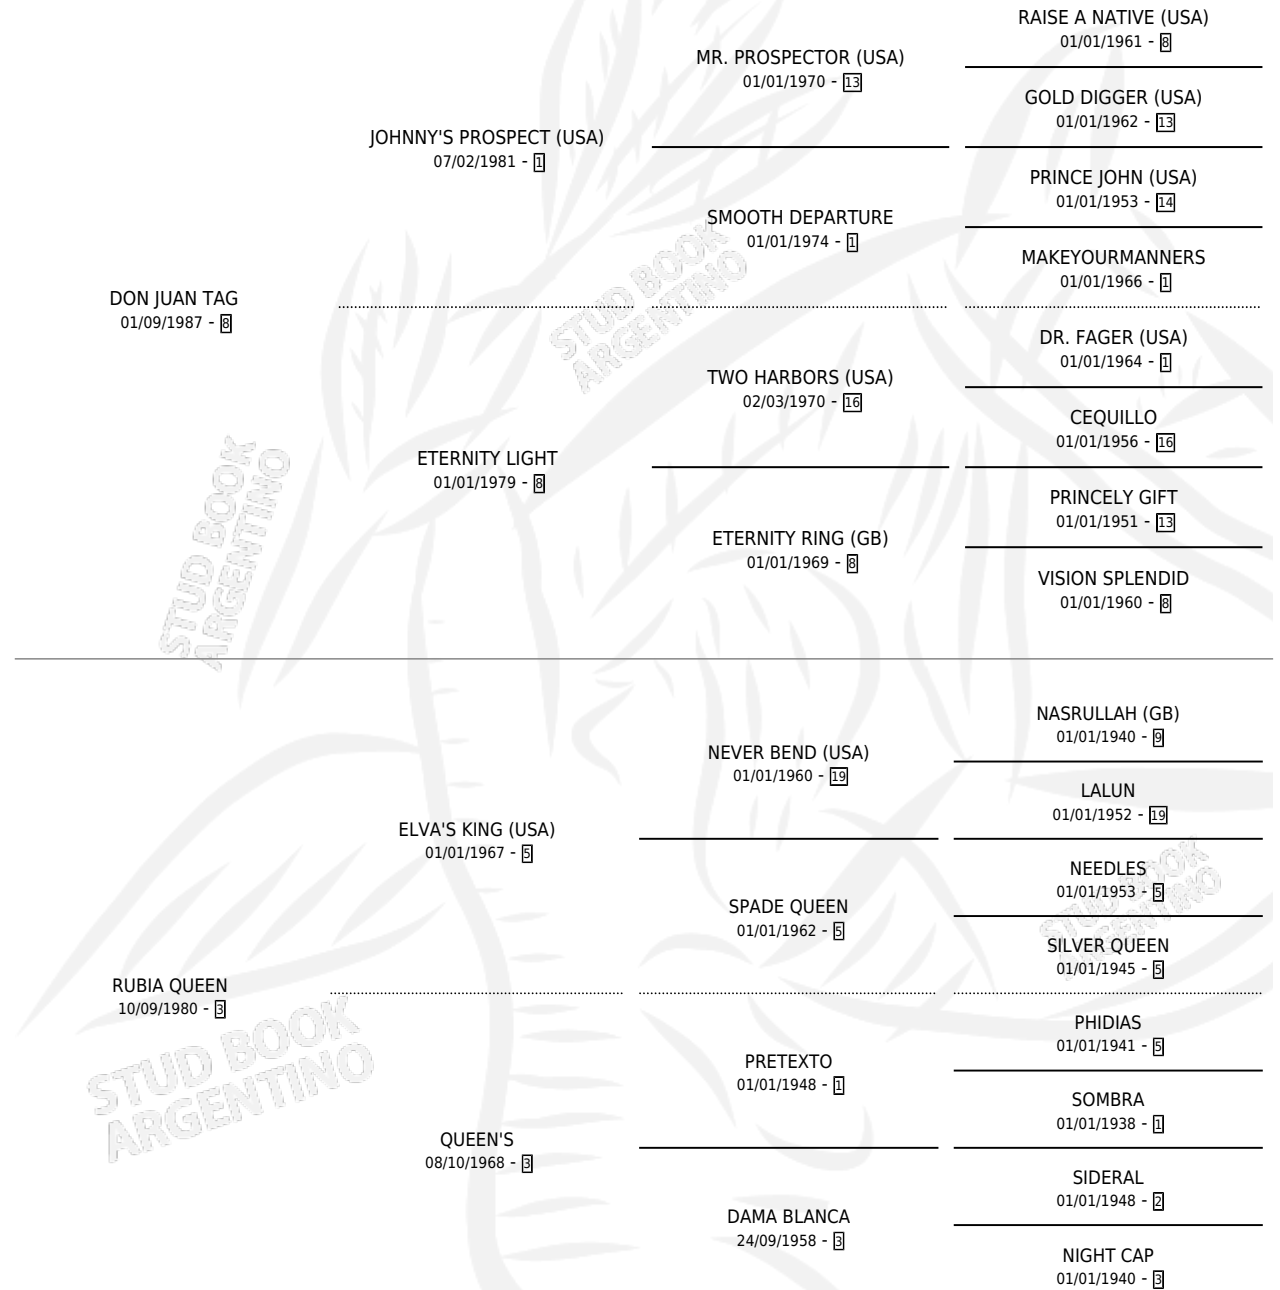 RAISE A NATIVE (USA)
01/01/1961 - 8
MR. PROSPECTOR (USA)
01/01/1970 - 13
GOLD DIGGER (USA)
01/01/1962 - 13
JOHNNY'S PROSPECT (USA)
07/02/1981 - 1
PRINCE JOHN (USA)
01/01/1953 - 14
SMOOTH DEPARTURE
01/01/1974 - 1
MAKEYOURMANNERS
01/01/1966 - 1
DON JUAN TAG
01/09/1987 - 8
DR. FAGER (USA)
01/01/1964 - 1
TWO HARBORS (USA)
02/03/1970 - 16
CEQUILLO
01/01/1956 - 16
ETERNITY LIGHT
01/01/1979 - 8
PRINCELY GIFT
01/01/1951 - 13
ETERNITY RING (GB)
01/01/1969 - 8
VISION SPLENDID
01/01/1960 - 8
STUD BOOK
ARGENTINO
STUD BOOK
ARGENTINO
NASRULLAH (GB)
01/01/1940 - 9
NEVER BEND (USA)
01/01/1960 - 19
LALUN
01/01/1952 - 19
ELVA'S KING (USA)
01/01/1967 - 5
NEEDLES
01/01/1953 - 5
SPADE QUEEN
01/01/1962 - 5
SILVER QUEEN
01/01/1945 - 5
STUD BOOK
ARGENTINO
RUBIA QUEEN
10/09/1980 - 3
PHIDIAS
01/01/1941 - 5
PRETEXTO
01/01/1948 - 1
SOMBRA
01/01/1938 - 1
STUD BOOK
ARGENTINO
QUEEN'S
08/10/1968 - 3
SIDERAL
01/01/1948 - 2
DAMA BLANCA
24/09/1958 - 3
NIGHT CAP
01/01/1940 - 3